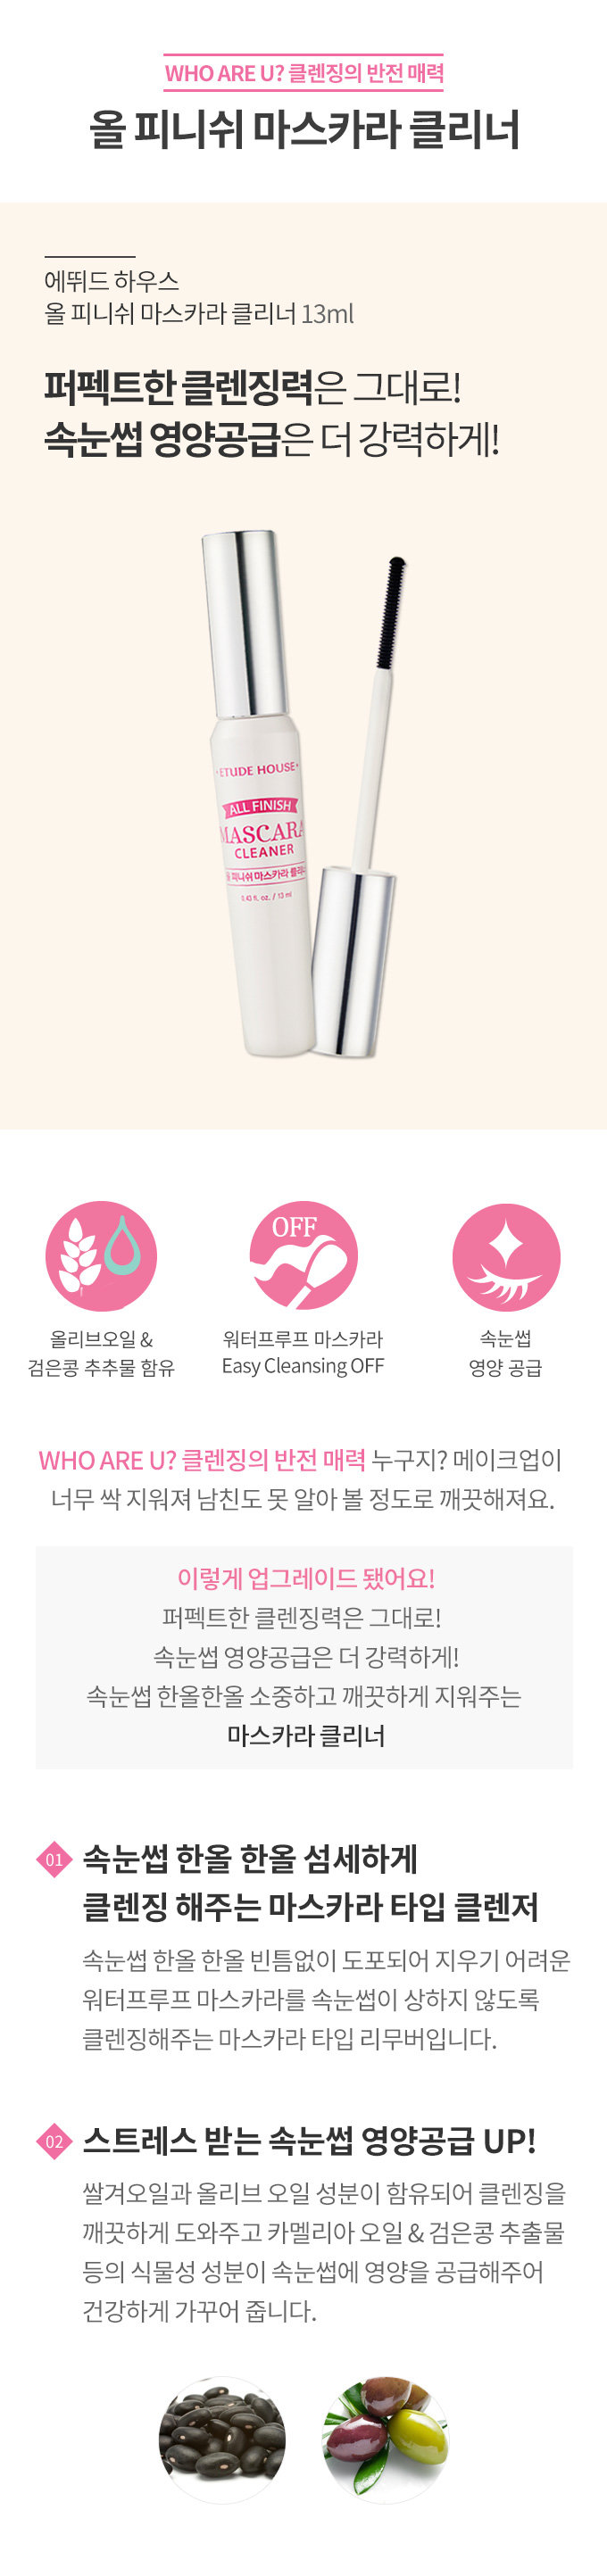 WHO ARE U? 클렌징의 반전 매력
올 피니쉬 마스카라 클리너
에뛰드 하우스
올 피니쉬 마스카라 클리너 13ml
퍼펙트한 클렌징력은 그대로!
속눈썹 영양공급은 더 강력하게!
ETUDE HOUSE
ALL FINISH
MASCARA
CLEANER
올 피니쉬 마스카라 클리너
0.43 fl. oz. / 13 ml
OFF
올리브오일 &
검은콩 추추물 함유
워터프루프 마스카라
Easy Cleansing OFF
속눈썹
영양 공급
WHO ARE U? 클렌징의 반전 매력 누구지? 메이크업이
너무 싹 지워져 남친도 못 알아 볼 정도로 깨끗해져요.
이렇게 업그레이드 됐어요!
퍼펙트한 클렌징력은 그대로!
속눈썹 영양공급은 더 강력하게!
속눈썹 한올한올 소중하고 깨끗하게 지워주는
마스카라 클리너
01 속눈썹 한올 한올 섬세하게
클렌징 해주는 마스카라 타입 클렌저
속눈썹 한올 한올 빈틈없이 도포되어 지우기 어려운
워터프루프 마스카라를 속눈썹이 상하지 않도록
클렌징해주는 마스카라 타입 리무버입니다.
02 스트레스 받는 속눈썹 영양공급 UP!
쌀겨오일과 올리브 오일 성분이 함유되어 클렌징을
깨끗하게 도와주고 카멜리아 오일 & 검은콩 추출물
등의 식물성 성분이 속눈썹에 영양을 공급해주어
건강하게 가꾸어 줍니다.